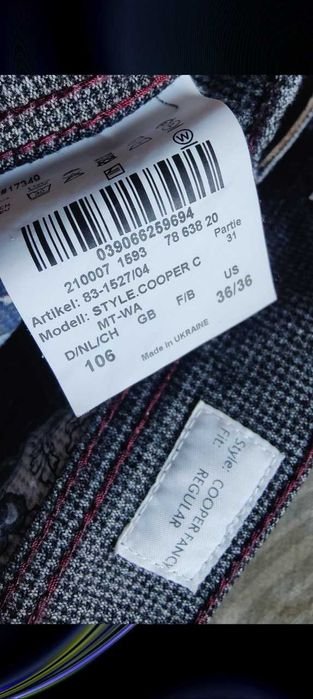 #17349
W
039066259694
210007 1593 78 638 20
Artikel: 83-1527/04 Partie
Modell: STYLE.COOPER C 31
MT-WA
D/NL/CH GB F/B US
106 36/36
Made in UKRAINE
Style: COOPER FANCY
Fit: REGULAR